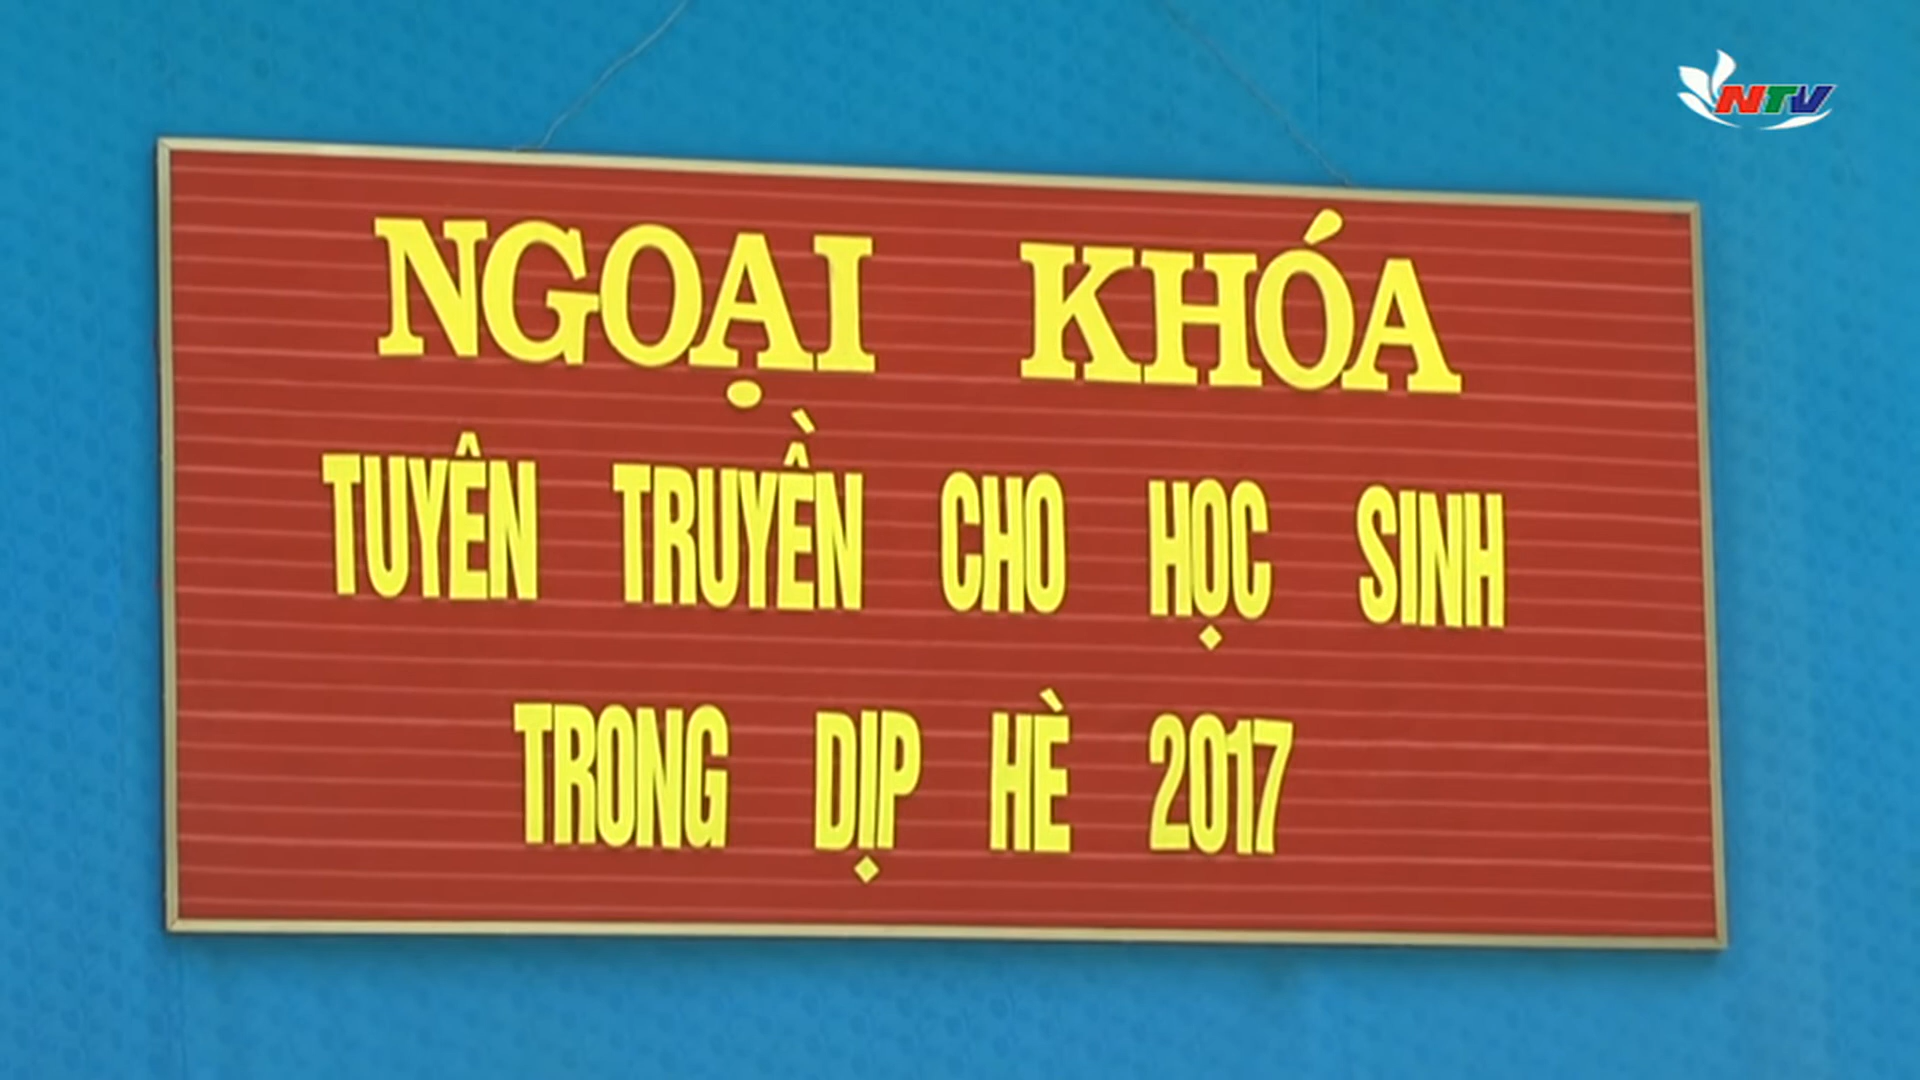 NTV
NGOẠI KHÓA
TUYÊN TRUYỀN CHO HỌC SINH
TRONG DỊP HÈ 2017